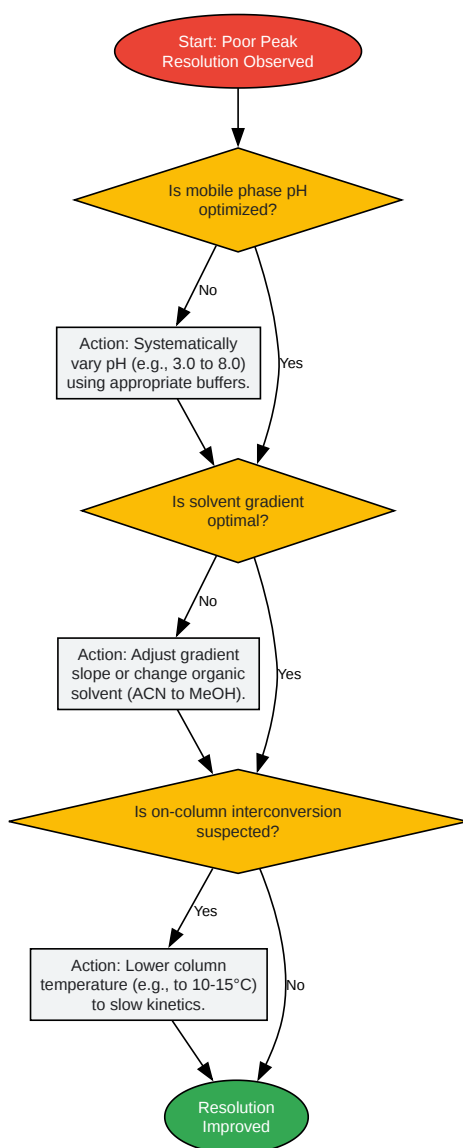 Start: Poor Peak
Resolution Observed
Is mobile phase pH
optimized?
No
Action: Systematically
vary pH (e.g., 3.0 to 8.0)
using appropriate buffers.
Yes
Is solvent gradient
optimal?
No
Action: Adjust gradient
slope or change organic
solvent (ACN to MeOH).
Yes
Is on-column interconversion
suspected?
Yes
Action: Lower column
temperature (e.g., to 10-15°C)
to slow kinetics.
No
Resolution
Improved